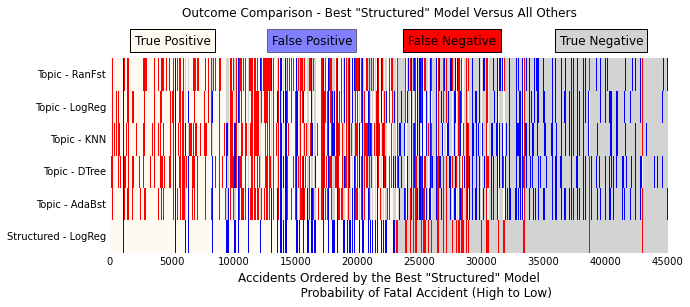 Outcome Comparison - Best "Structured" Model Versus All Others
True Positive
False Positive
False Negative
True Negative
Topic - RanFst
Topic - LogReg
Topic - KNN
Topic - DTree
Topic - AdaBst
Structured - LogReg
0 5000 10000 15000 20000 25000 30000 35000 40000 45000
Accidents Ordered by the Best "Structured" Model
Probability of Fatal Accident (High to Low)